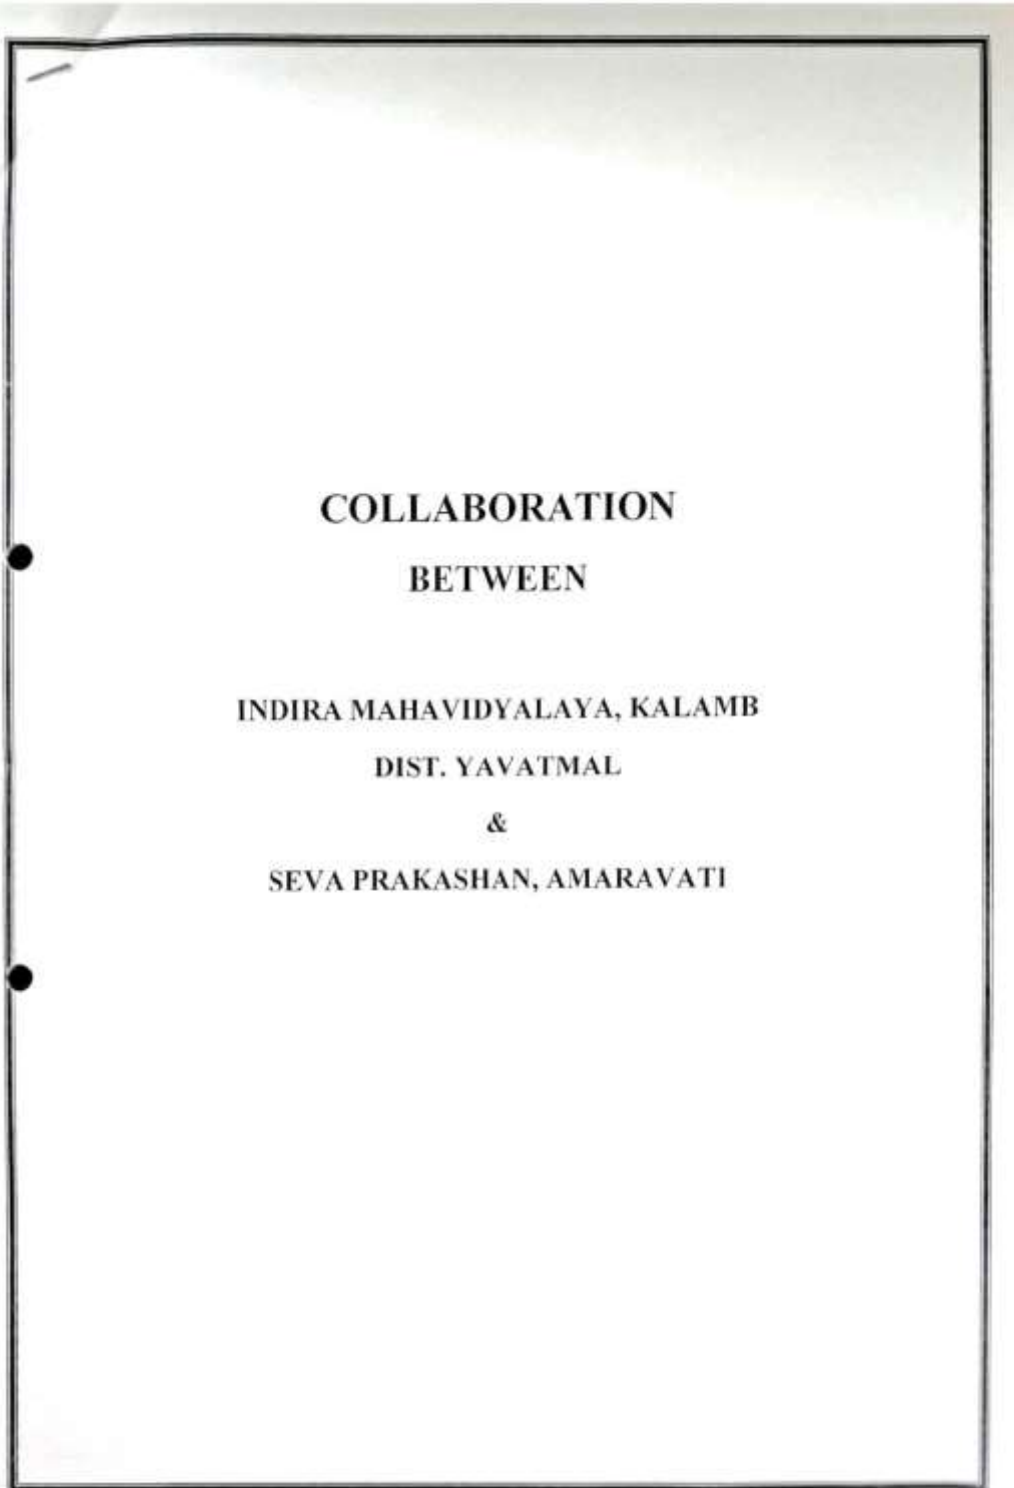 COLLABORATION
BETWEEN
INDIRA MAHAVIDYALAYA, KALAMB
DIST. YAVATMAL
&
SEVA PRAKASHAN, AMARAVATI